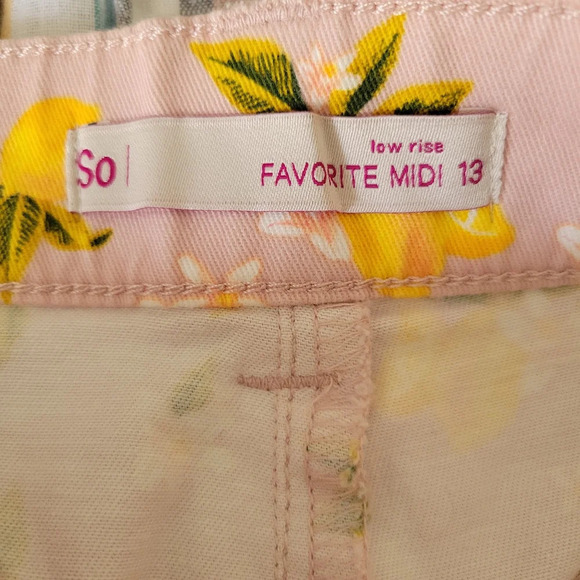 So |
low rise
FAVORITE MIDI 13